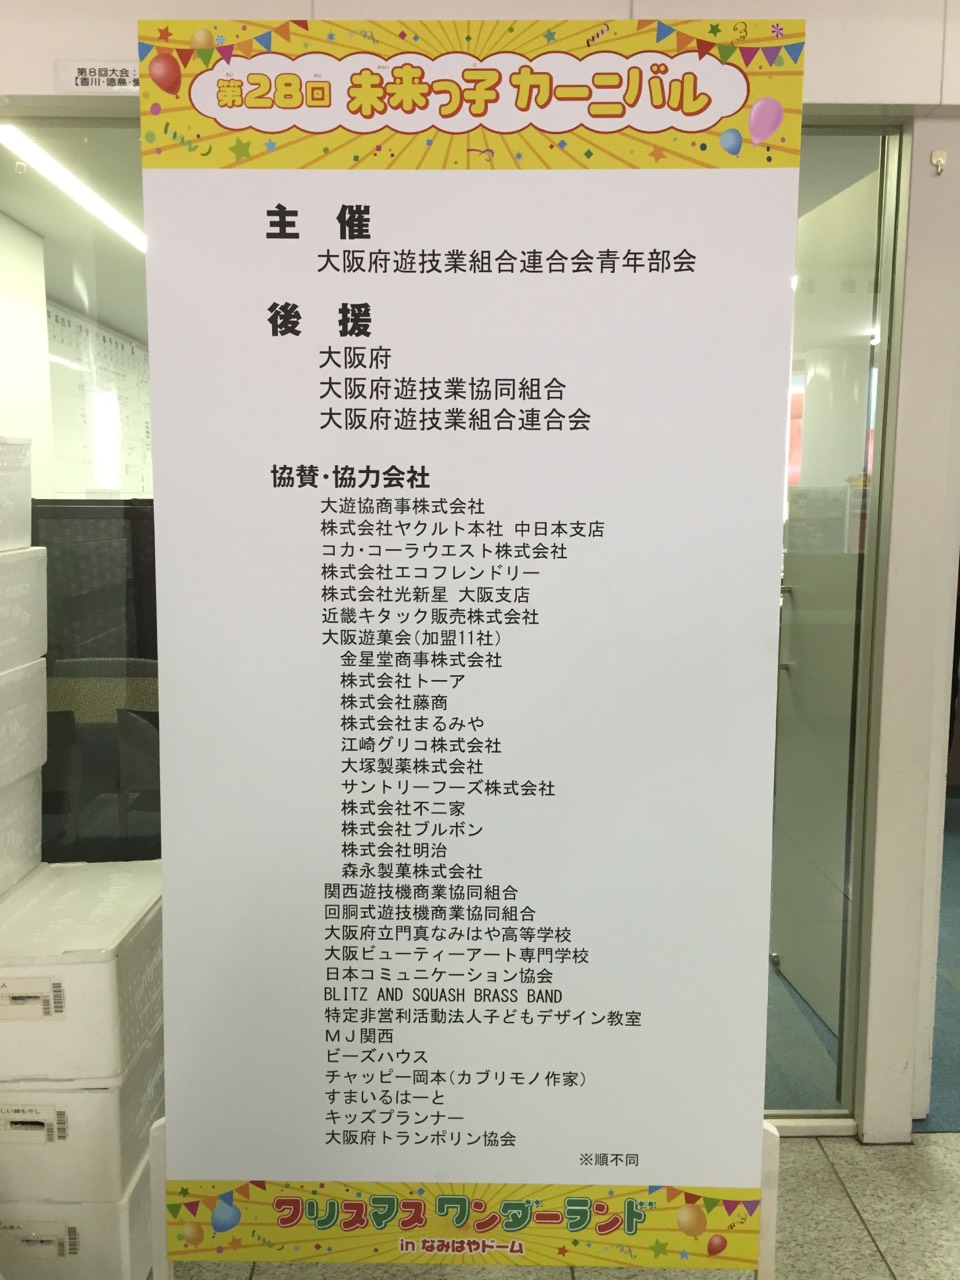 第8回大会：
【香川・徳島・
第28回 未来っ子カーニバル
主 催
大阪府遊技業組合連合会青年部会
後 援
大阪府
大阪府遊技業協同組合
大阪府遊技業組合連合会
協賛・協力会社
大遊協商事株式会社
株式会社ヤクルト本社 中日本支店
コカ・コーラウエスト株式会社
株式会社エコフレンドリー
株式会社光新星 大阪支店
近畿キタック販売株式会社
大阪遊菓会(加盟11社)
金星堂商事株式会社
株式会社トーア
株式会社藤商
株式会社まるみや
江崎グリコ株式会社
大塚製薬株式会社
サントリーフーズ株式会社
株式会社不二家
株式会社ブルボン
株式会社明治
森永製菓株式会社
関西遊技機商業協同組合
回胴式遊技機商業協同組合
大阪府立門真なみはや高等学校
大阪ビューティーアート専門学校
日本コミュニケーション協会
BLITZ AND SQUASH BRASS BAND
特定非営利活動法人子どもデザイン教室
ＭＪ関西
ビーズハウス
チャッピー岡本(カブリモノ作家)
すまいるはーと
キッズプランナー
大阪府トランポリン協会
※順不同
クリスマスワンダーランド
in なみはやドーム